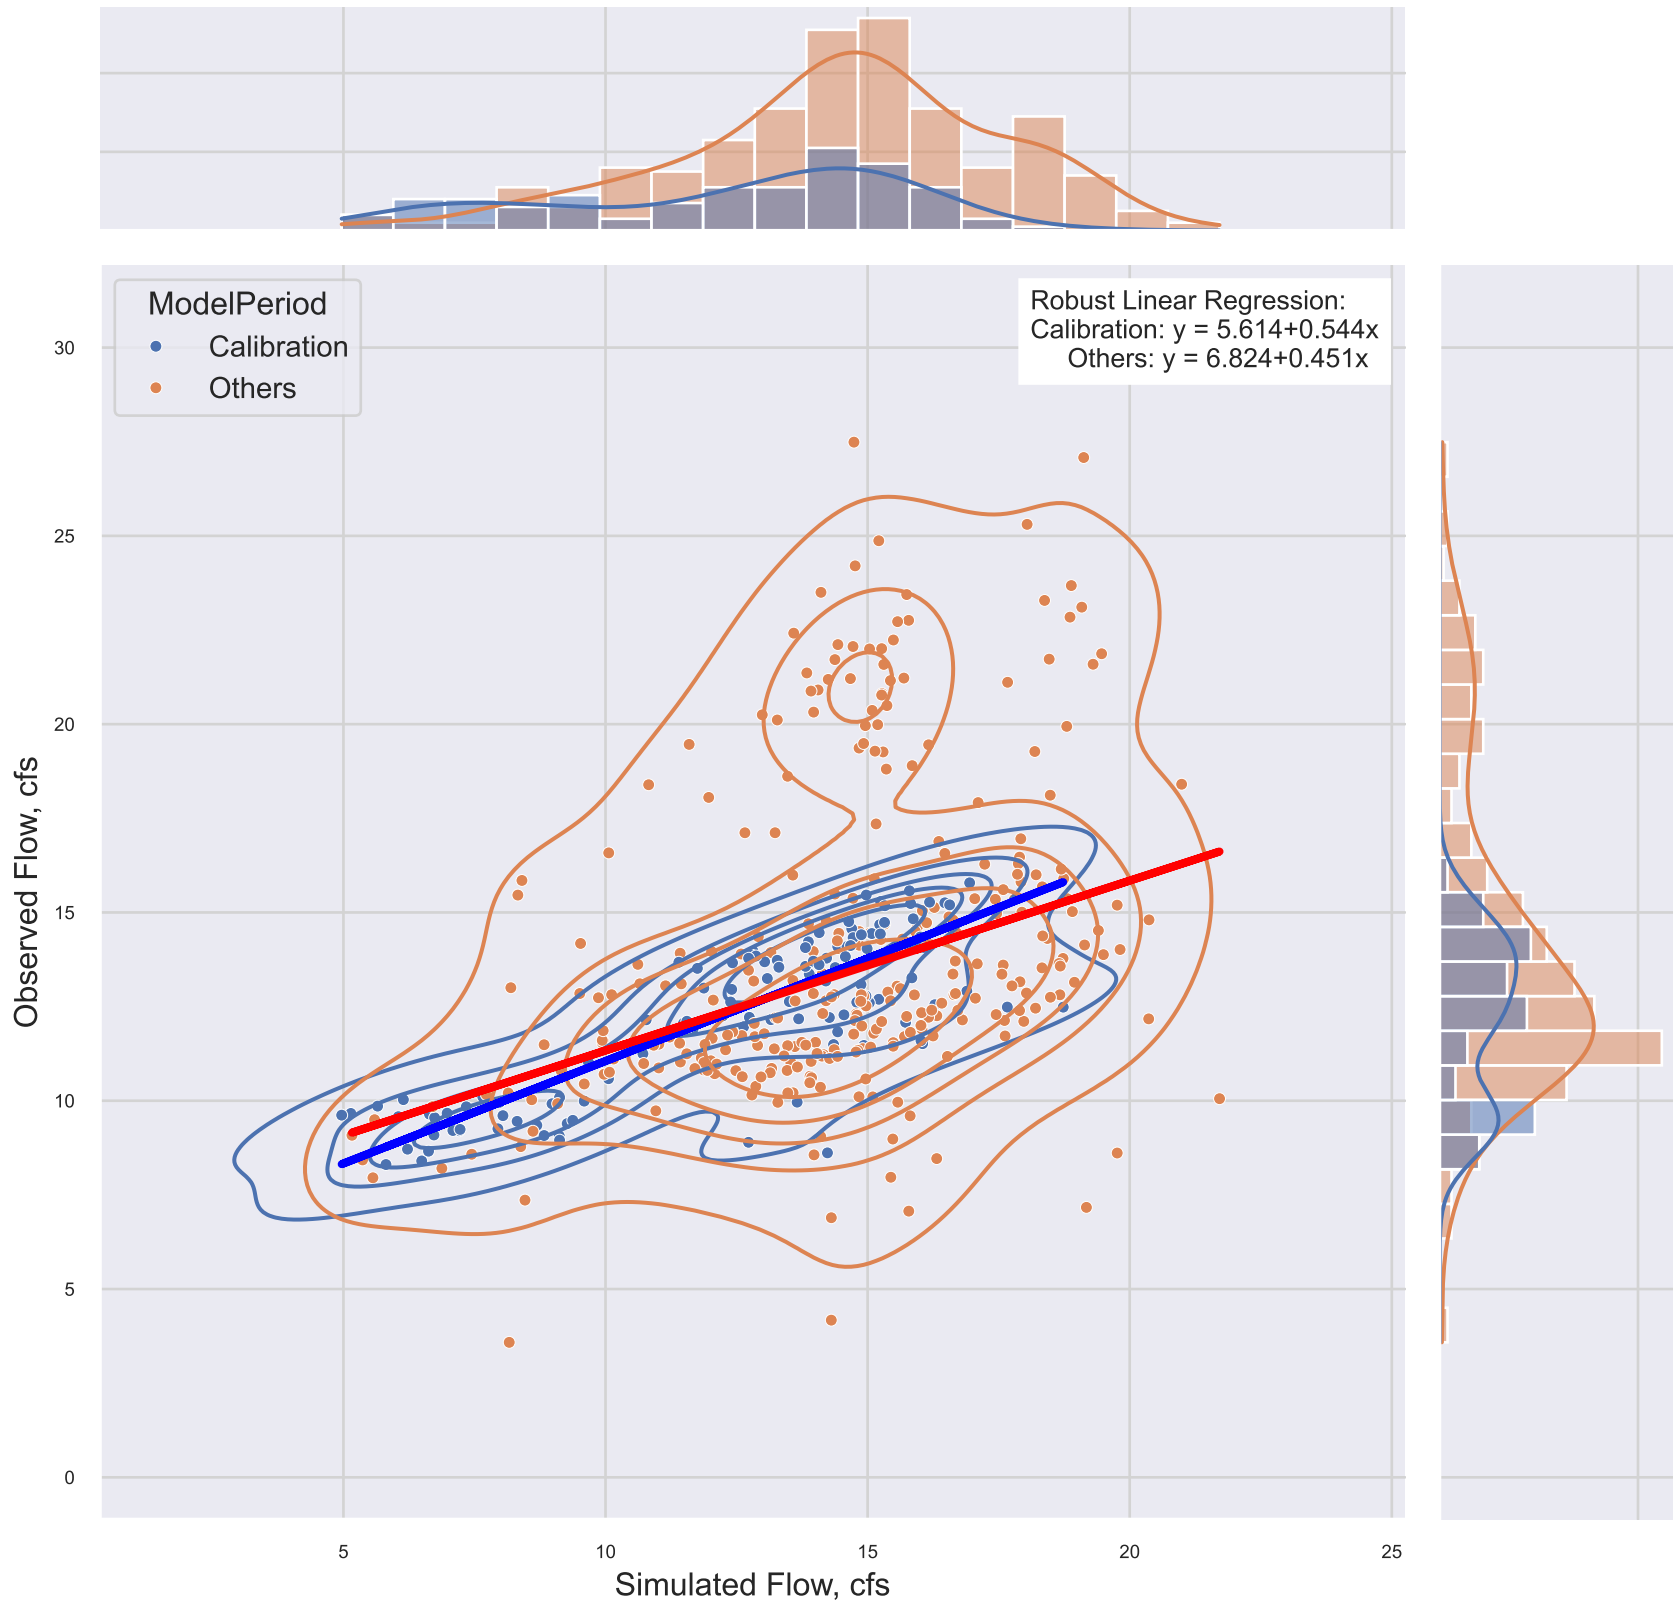 ModelPeriod
Calibration
Others
Robust Linear Regression:
Calibration: y = 5.614+0.544x
Others: y = 6.824+0.451x
30
25
20
15
10
5
0
Observed Flow, cfs
5
10
15
20
25
Simulated Flow, cfs